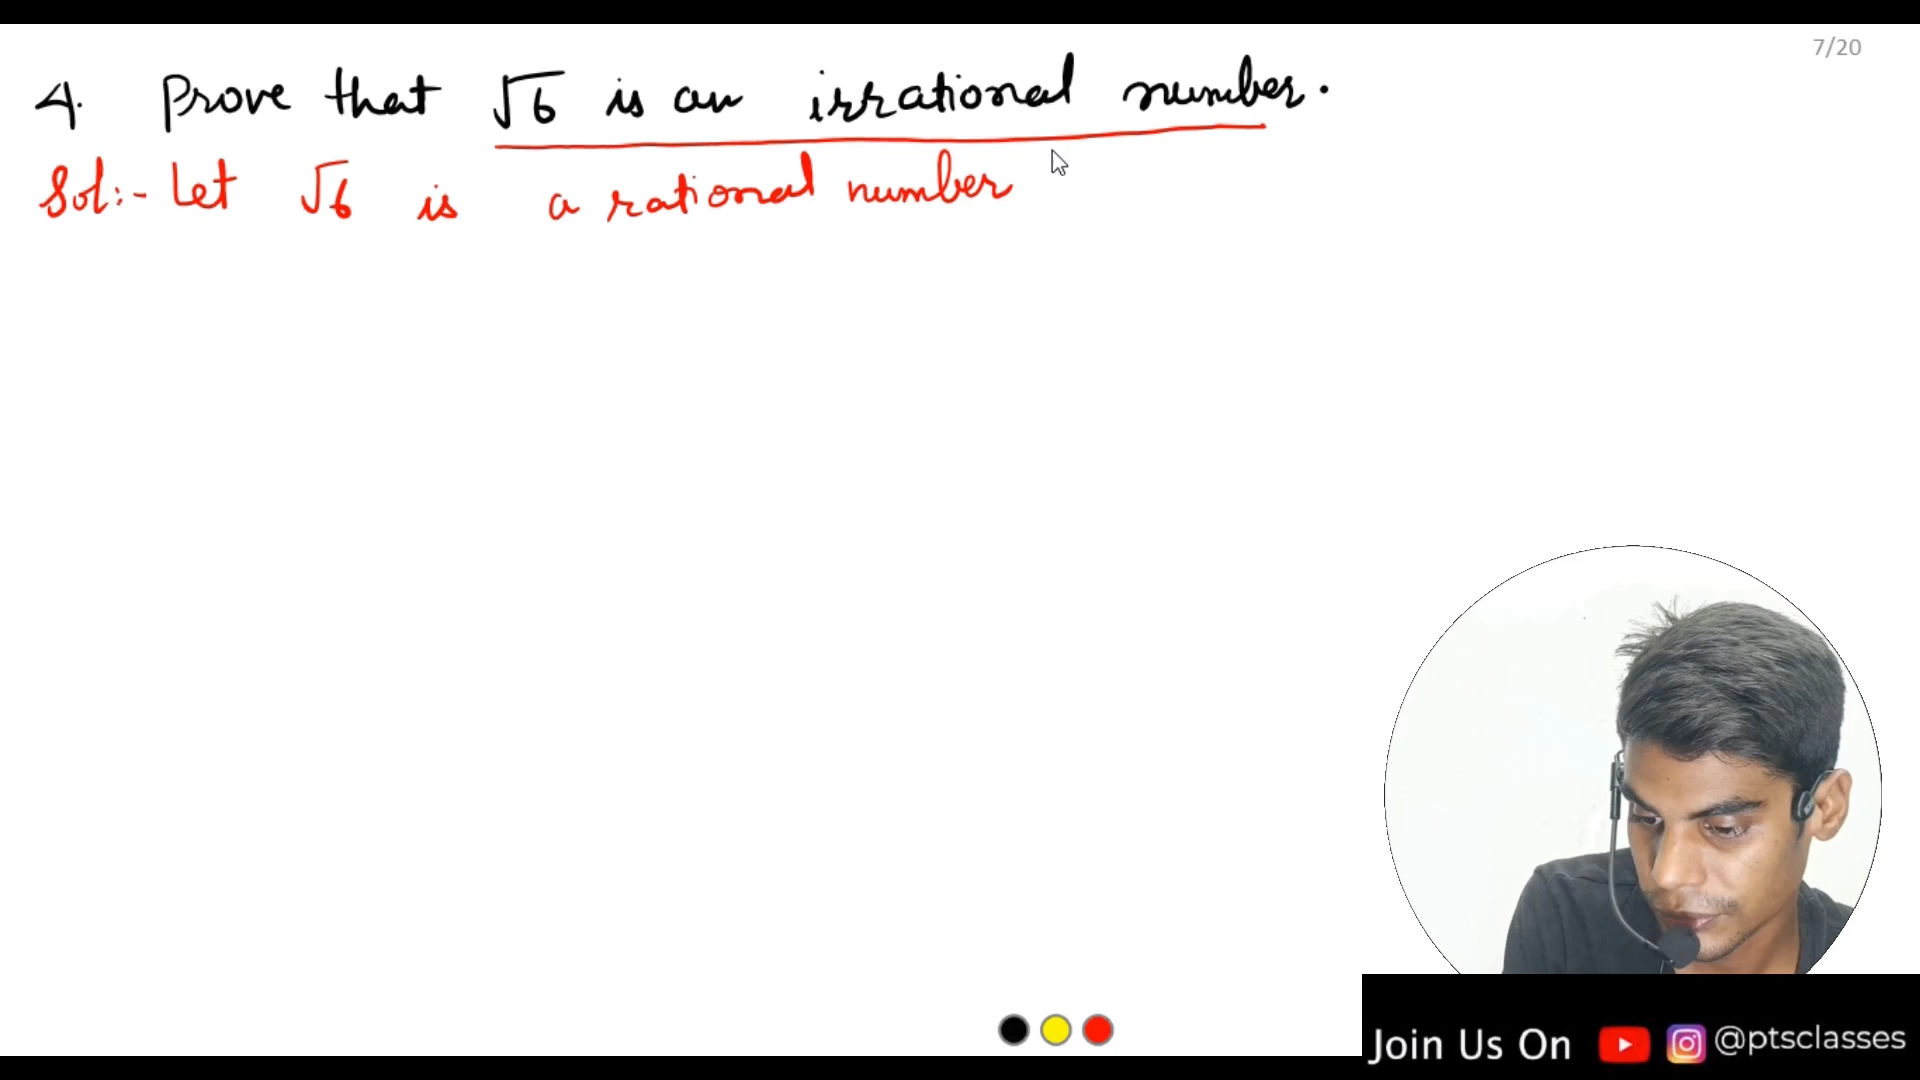 7/20
4. Prove that √6 is an irrational number.
Sol:- Let √6 is a rational number
Join Us On @ptsclasses